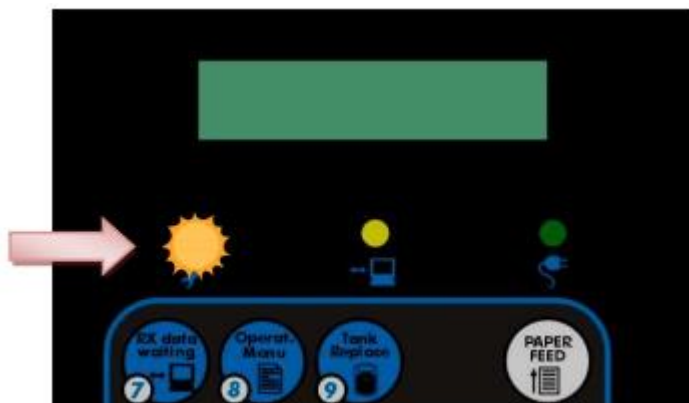 RX data
waiting
7
Operat.
Menu
8
Tank
Replace
9
PAPER
FEED